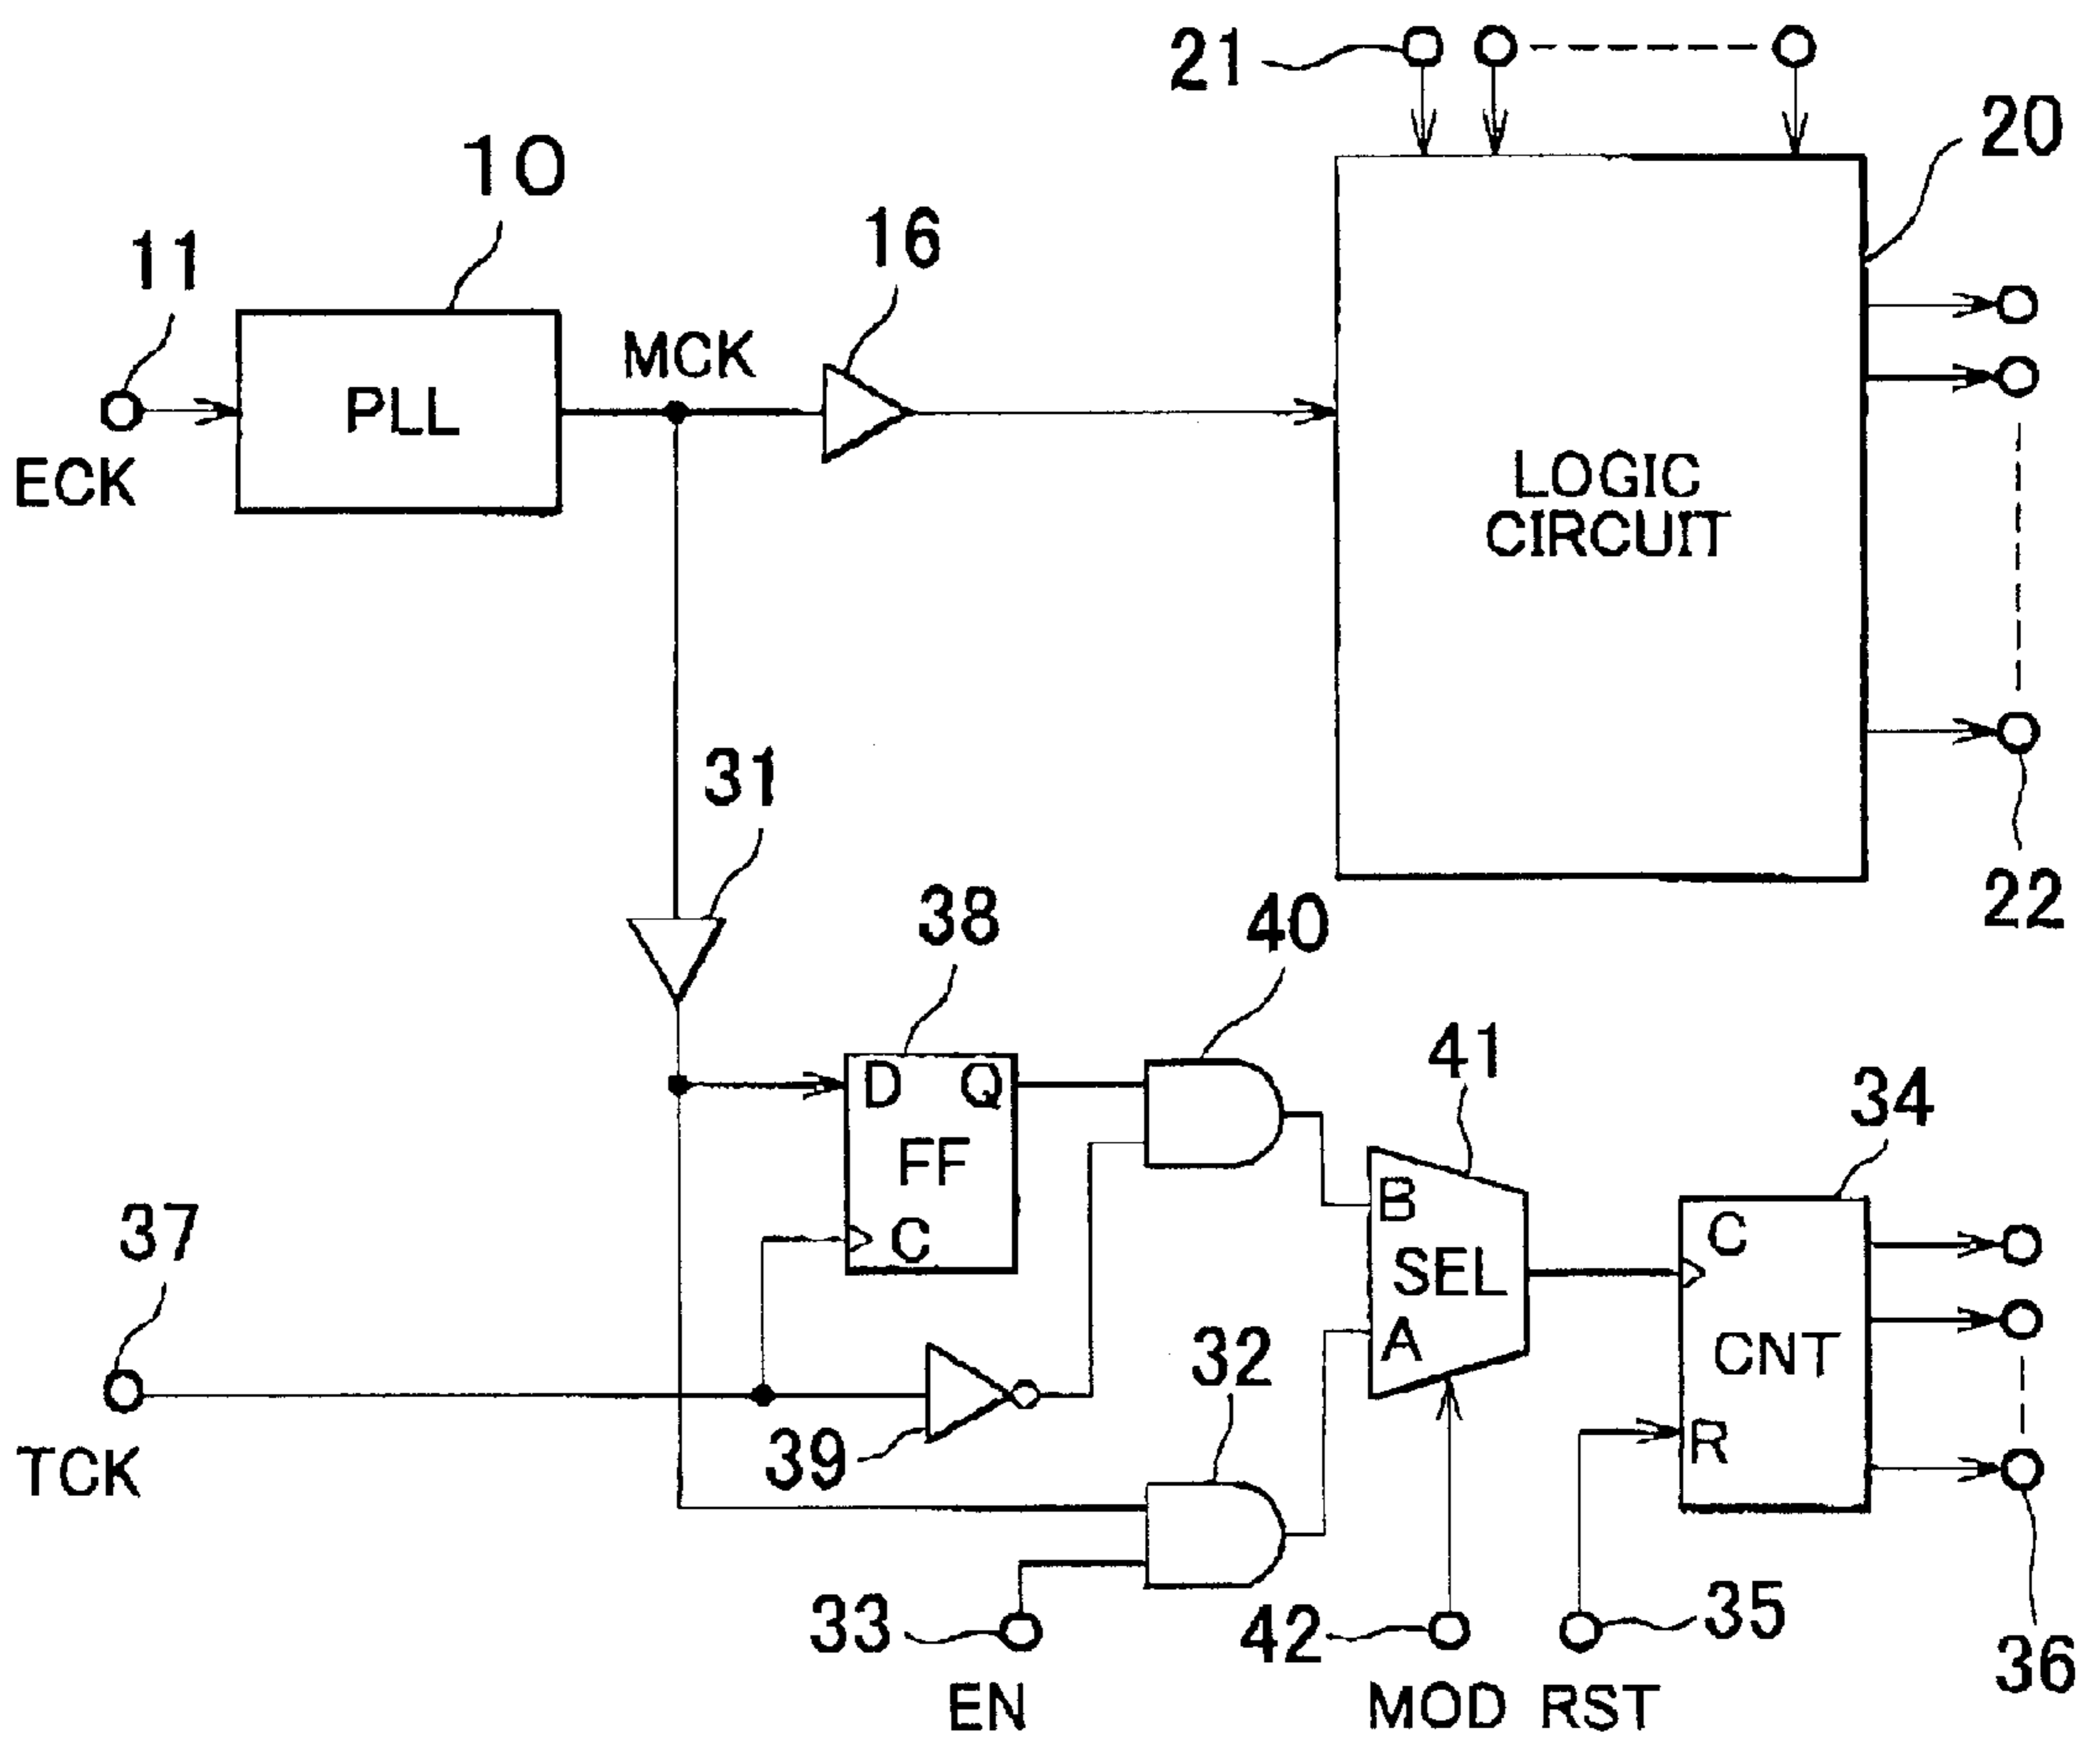 21
20
10
16
11
MCK
PLL
ECK
LOGIC
CIRCUIT
31
22
38
40
41
34
D Q
FF
C
37
B
SEL
A
C
CNT
R
32
39
TCK
33
42
35
36
EN
MOD
RST